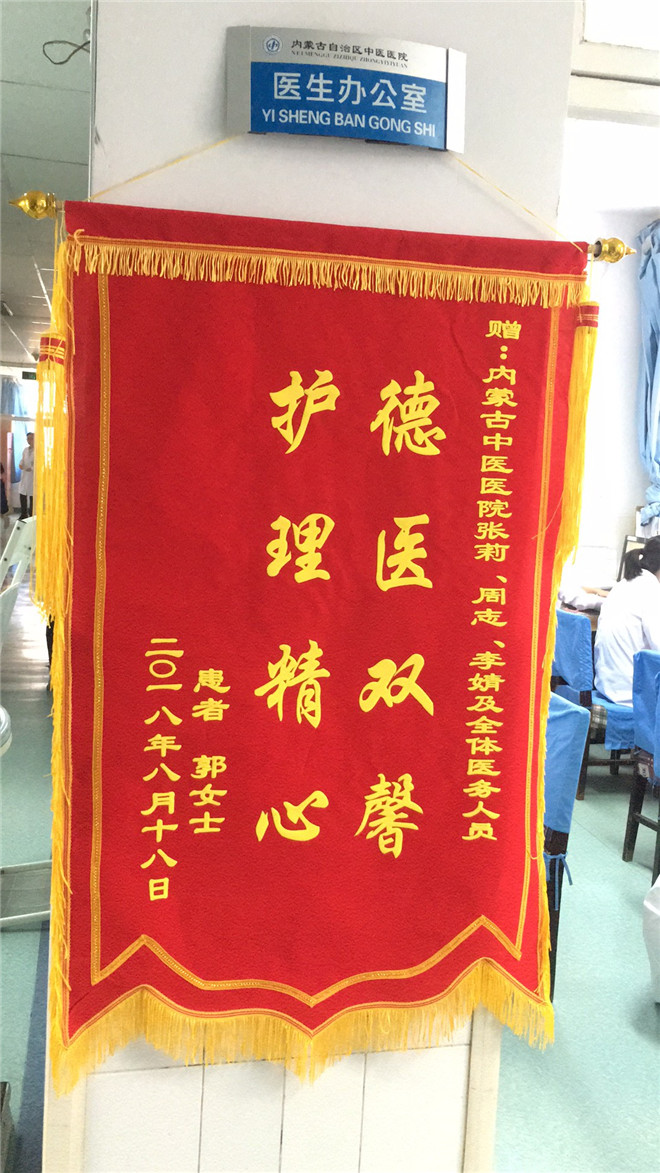 内蒙古自治区中医医院
NEIMENGGU ZIZHIQU ZHONGYIYIYUAN
医生办公室
YI SHENG BAN GONG SHI
赠：内蒙古中医医院张莉、周志、李婧及全体医务人员
德医双馨
护理精心
患者 郭女士
二〇一八年八月十八日